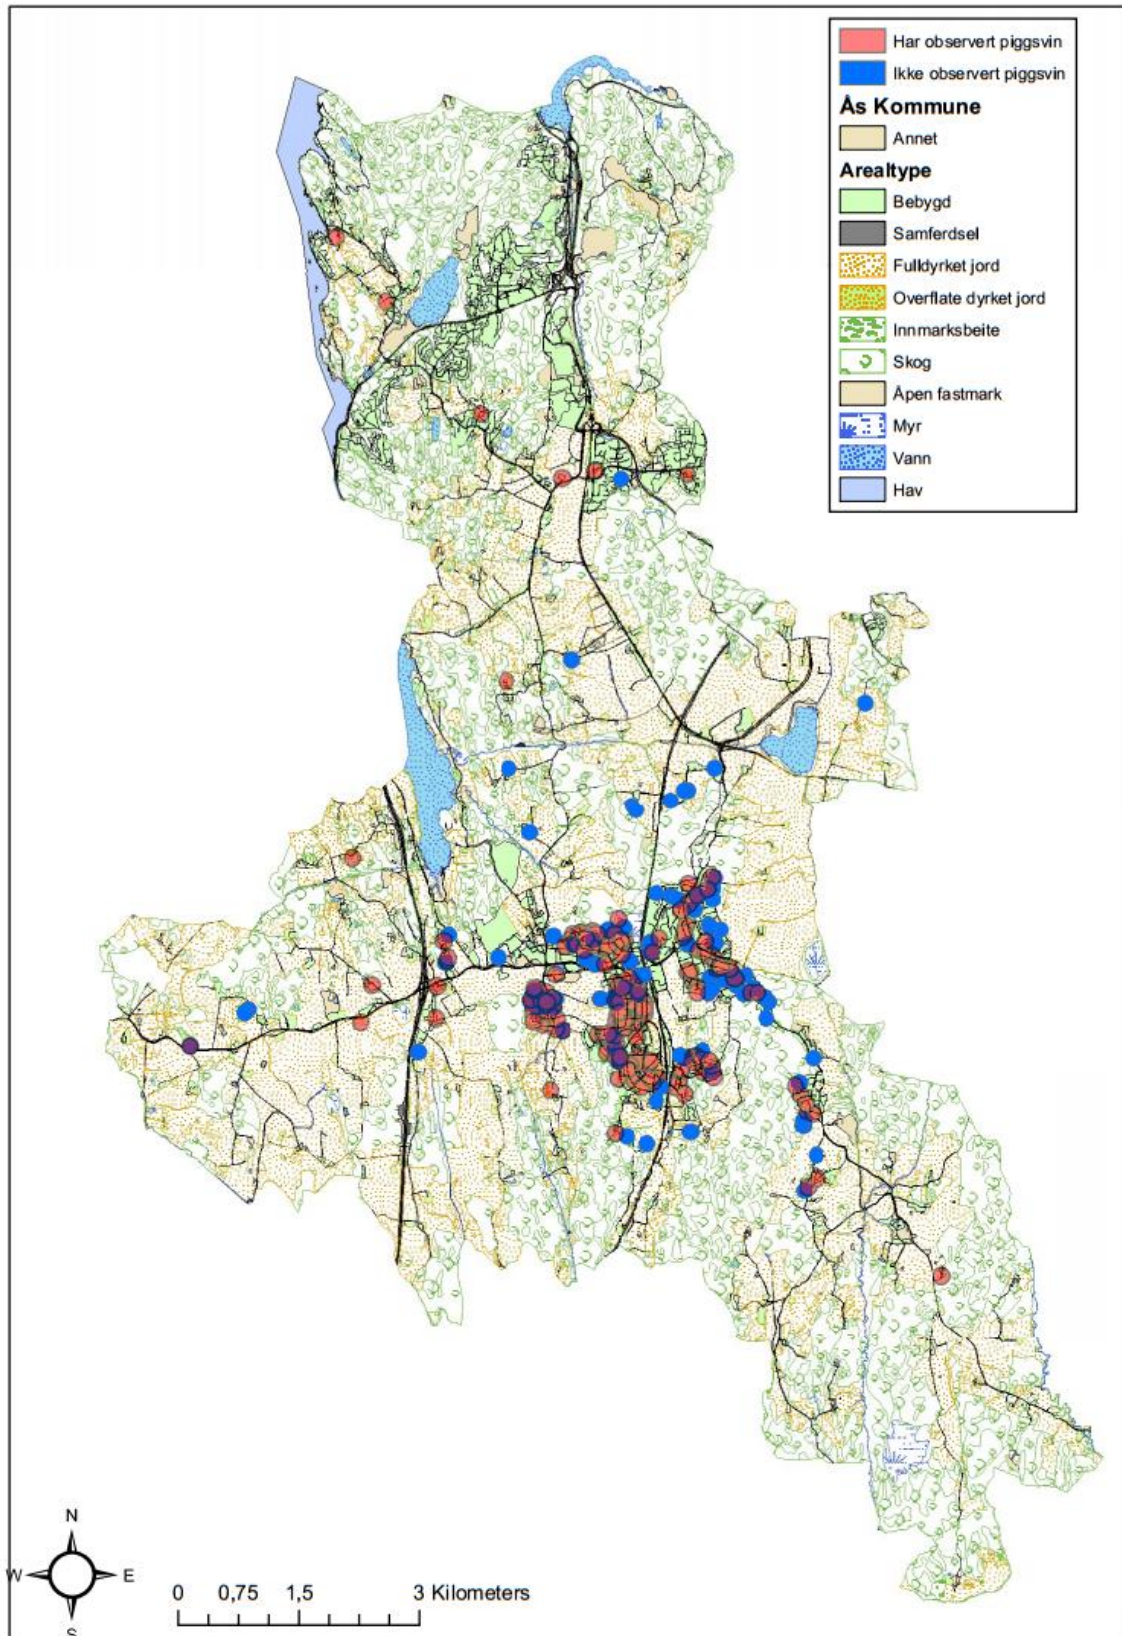 Har observert piggsvin
Ikke observert piggsvin
Ås Kommune
Annet
Arealtype
Bebygd
Samferdsel
Fulldyrket jord
Overflate dyrket jord
Innmarksbeite
Skog
Åpen fastmark
Myr
Vann
Hav
N
W E
S
0 0,75 1,5 3 Kilometers